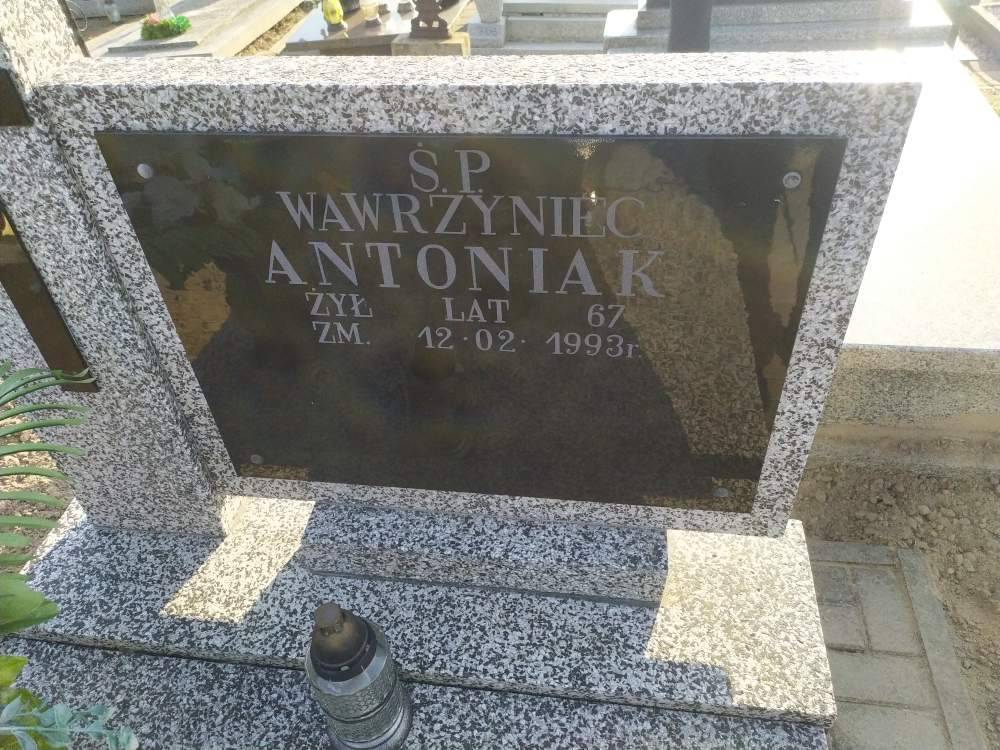 Ś.P.
WAWRZYNIEC
ANTONIAK
ŻYŁ LAT 67
ZM. 12·02·1993r.